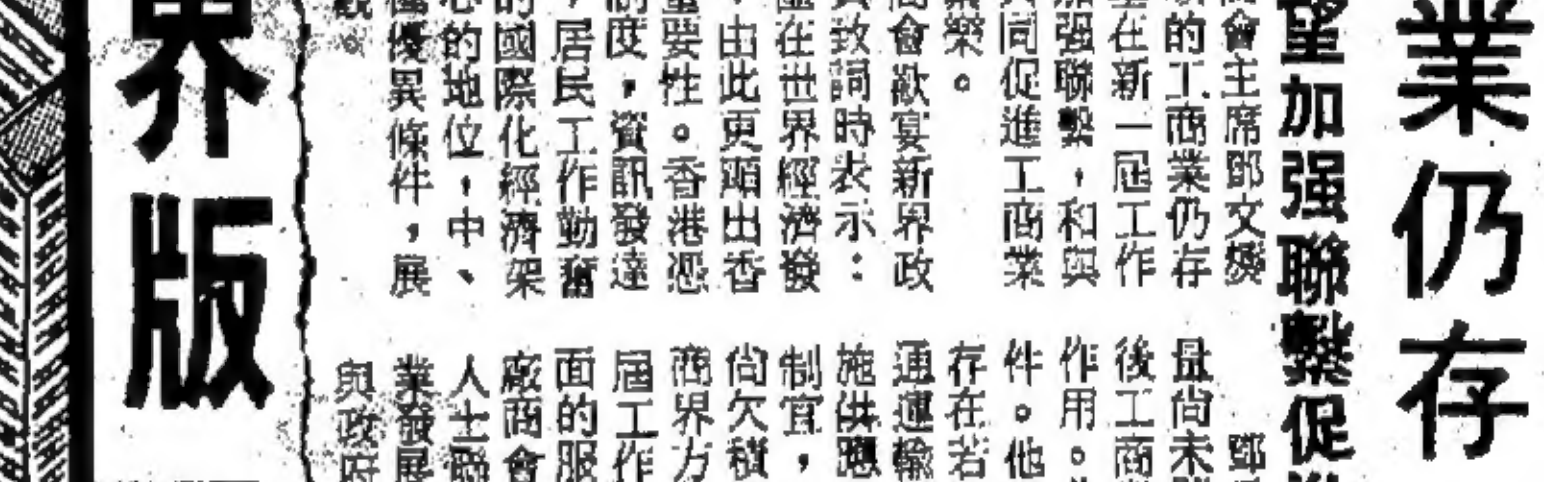 業仍存
望加强聯繫促
會主席鄧文
的工商業仍存
在新一屆工作
加强聯繫，和與
同促進工商業
榮。
商會歡宴新界政
致詞時表示：
在世界經濟發
，由此更顯出香
重要性。香港憑
制度，資訊發達
，居民工作勤奮
的國際化經濟架
心的地位，中、
優異條件，展
觀。
鄧
量尚未
後工商
作用。
件。他
存在若
通運輸
施供應
制宜，
尚欠積
商界方
屆工作
面的服
廠商會
人士聯
業發展
與政府
界版